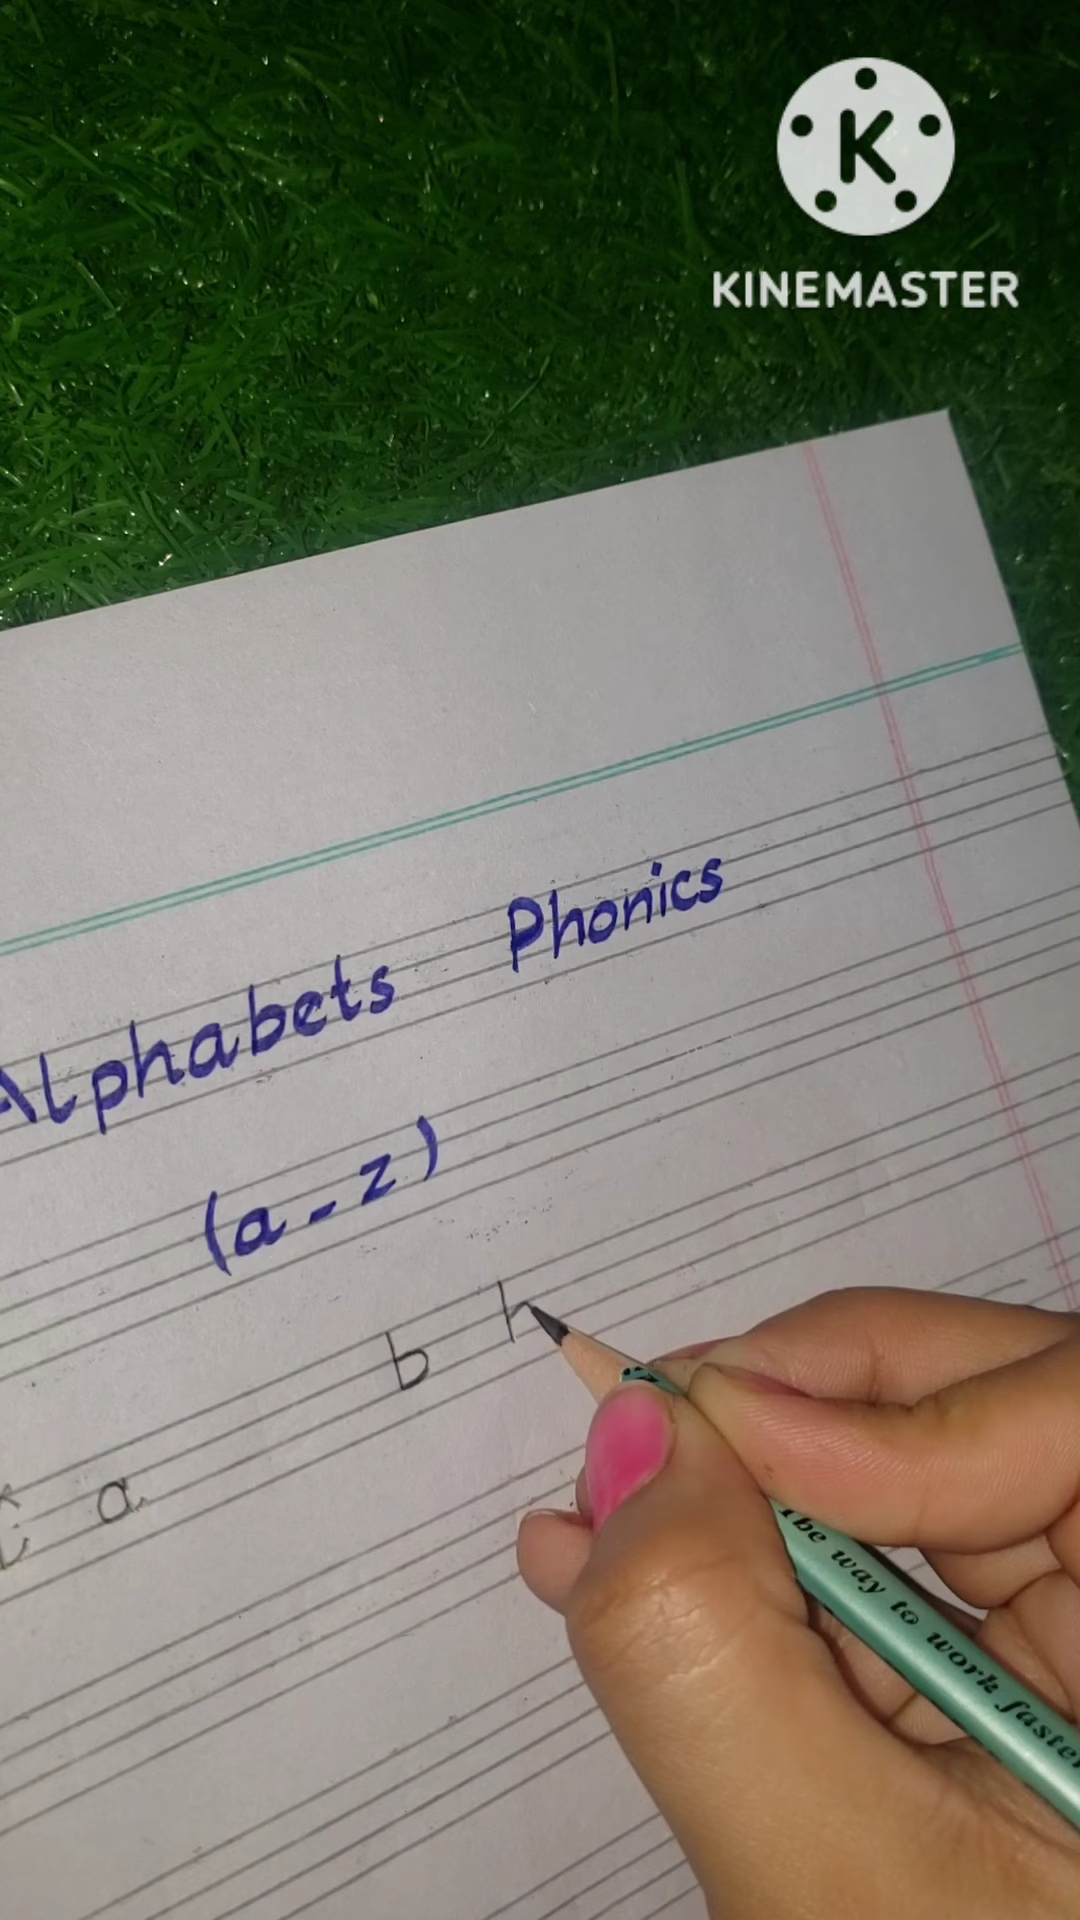 K
KINEMASTER
Alphabets Phonics
(a-z)
b h
a
The way to work faster